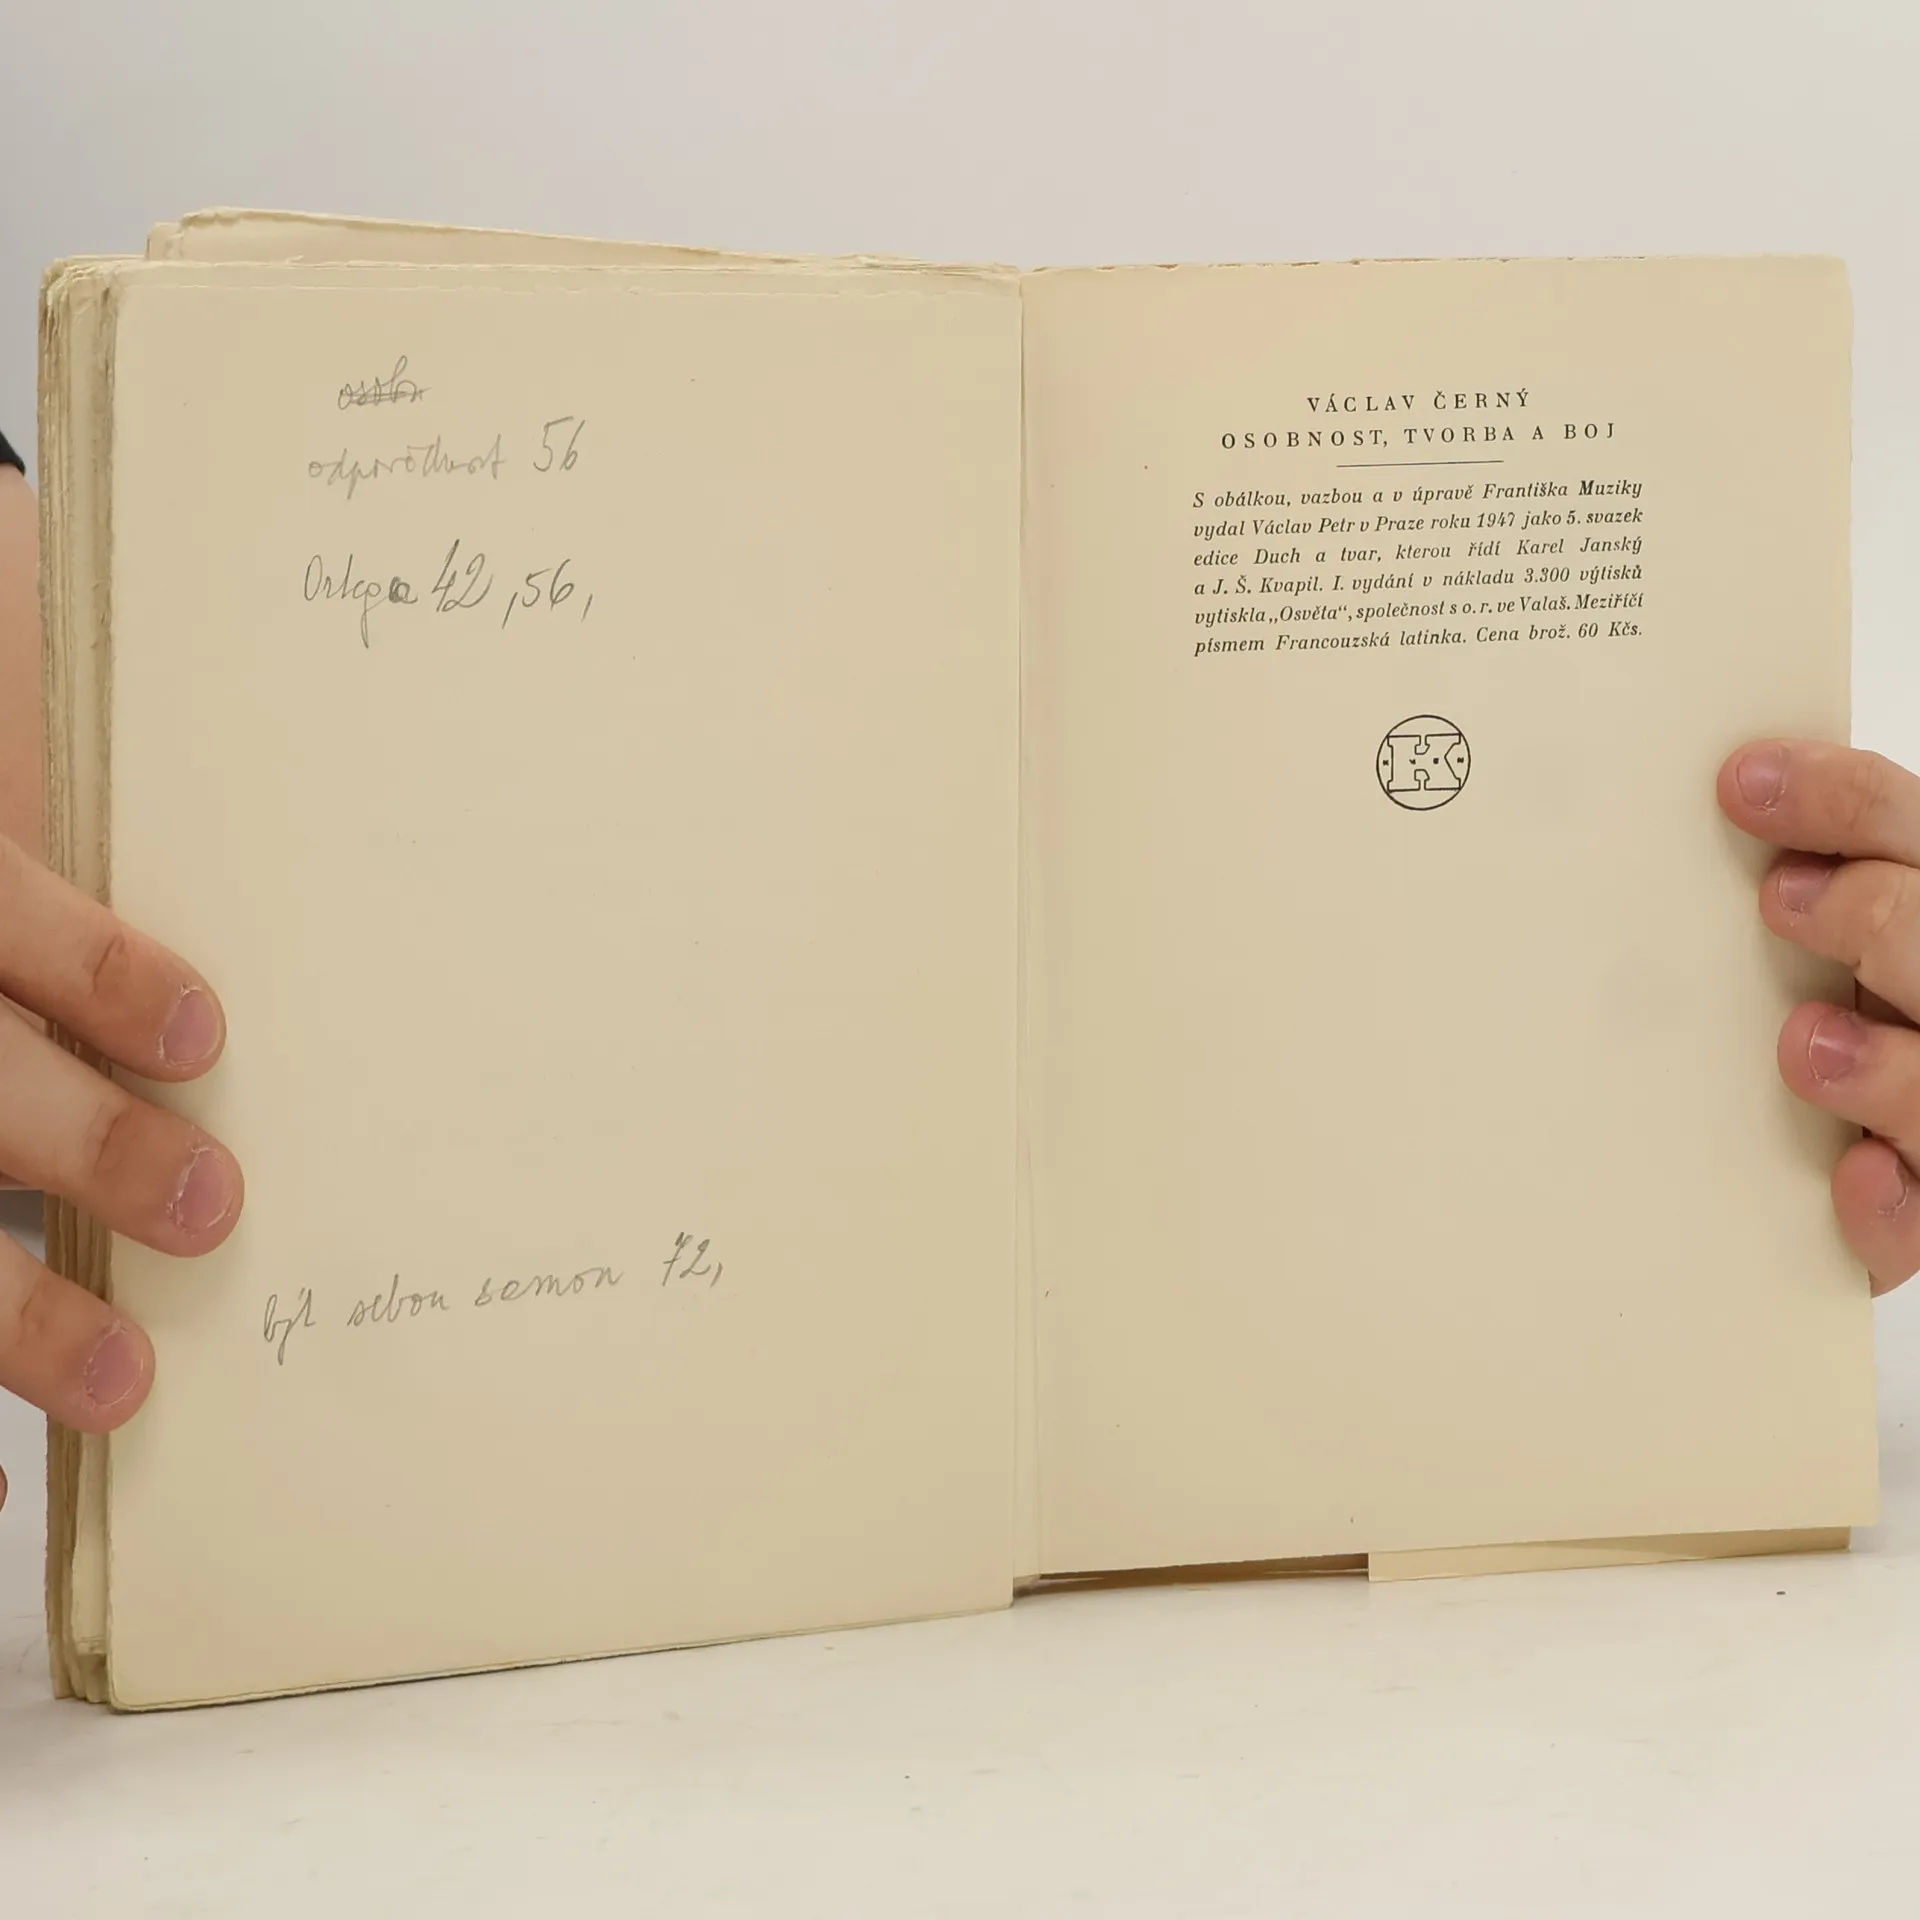 odpovědnost 56
Ortega 42, 56,
být sebou samou 72,
VÁCLAV ČERNÝ
OSOBNOST, TVORBA A BOJ
S obálkou, vazbou a v úpravě Františka Muziky
vydal Václav Petr v Praze roku 1947 jako 5. svazek
edice Duch a tvar, kterou řídí Karel Janský
a J. Š. Kvapil. I. vydání v nákladu 3.300 výtisků
vytiskla „Osvěta“, společnost s o. r. ve Valaš. Meziříčí
písmem Francouzská latinka. Cena brož. 60 Kčs.
K